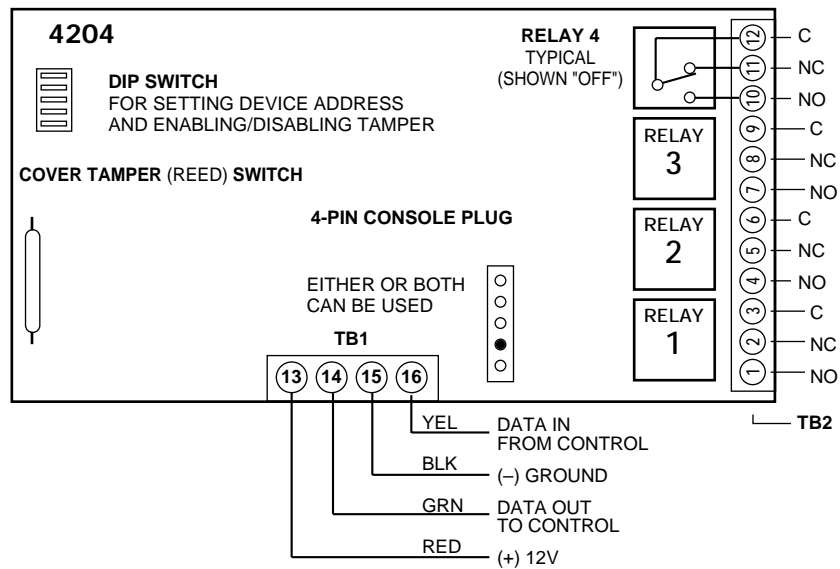 4204
DIP SWITCH
FOR SETTING DEVICE ADDRESS
AND ENABLING/DISABLING TAMPER
COVER TAMPER (REED) SWITCH
RELAY 4
TYPICAL
(SHOWN "OFF")
4-PIN CONSOLE PLUG
EITHER OR BOTH
CAN BE USED
TB1
13 14 15 16
RELAY
3
RELAY
2
RELAY
1
12 C
11 NC
10 NO
9 C
8 NC
7 NO
6 C
5 NC
4 NO
3 C
2 NC
1 NO
TB2
YEL DATA IN
FROM CONTROL
BLK (–) GROUND
GRN DATA OUT
TO CONTROL
RED (+) 12V